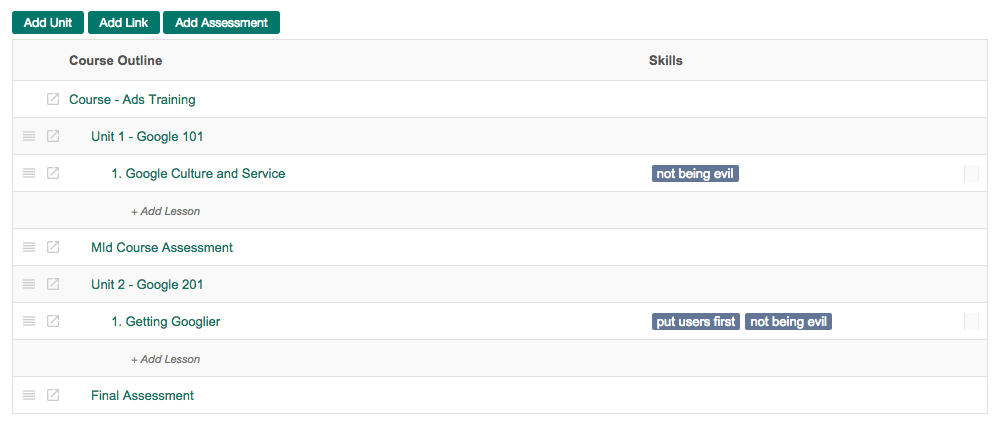 Add Unit Add Link Add Assessment
Course Outline Skills
Course - Ads Training
Unit 1 - Google 101
1. Google Culture and Service not being evil
+ Add Lesson
MId Course Assessment
Unit 2 - Google 201
1. Getting Googlier put users first not being evil
+ Add Lesson
Final Assessment